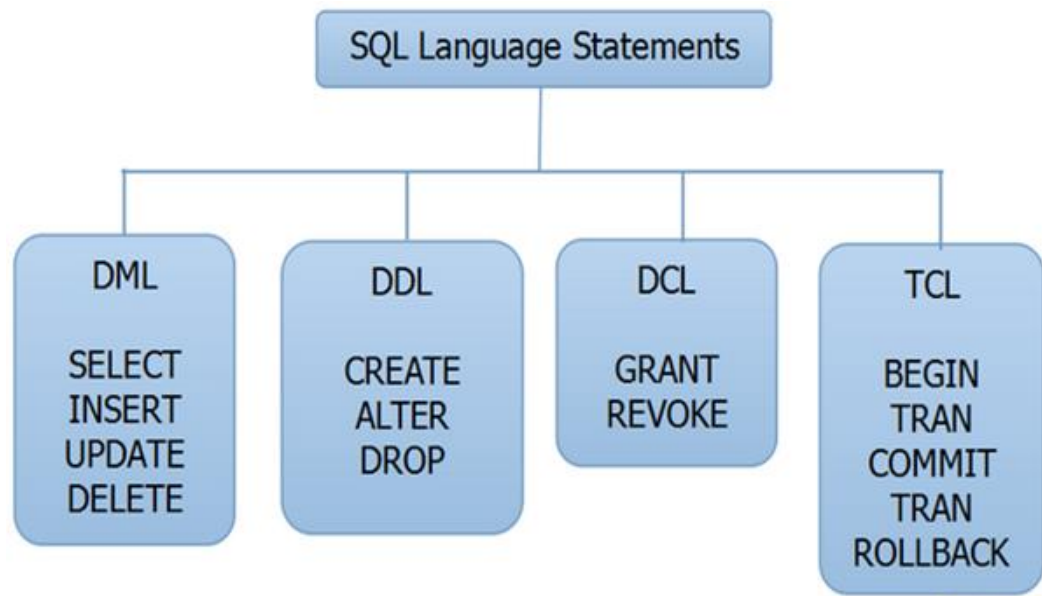 SQL Language Statements
DML
SELECT
INSERT
UPDATE
DELETE
DDL
CREATE
ALTER
DROP
DCL
GRANT
REVOKE
TCL
BEGIN
TRAN
COMMIT
TRAN
ROLLBACK